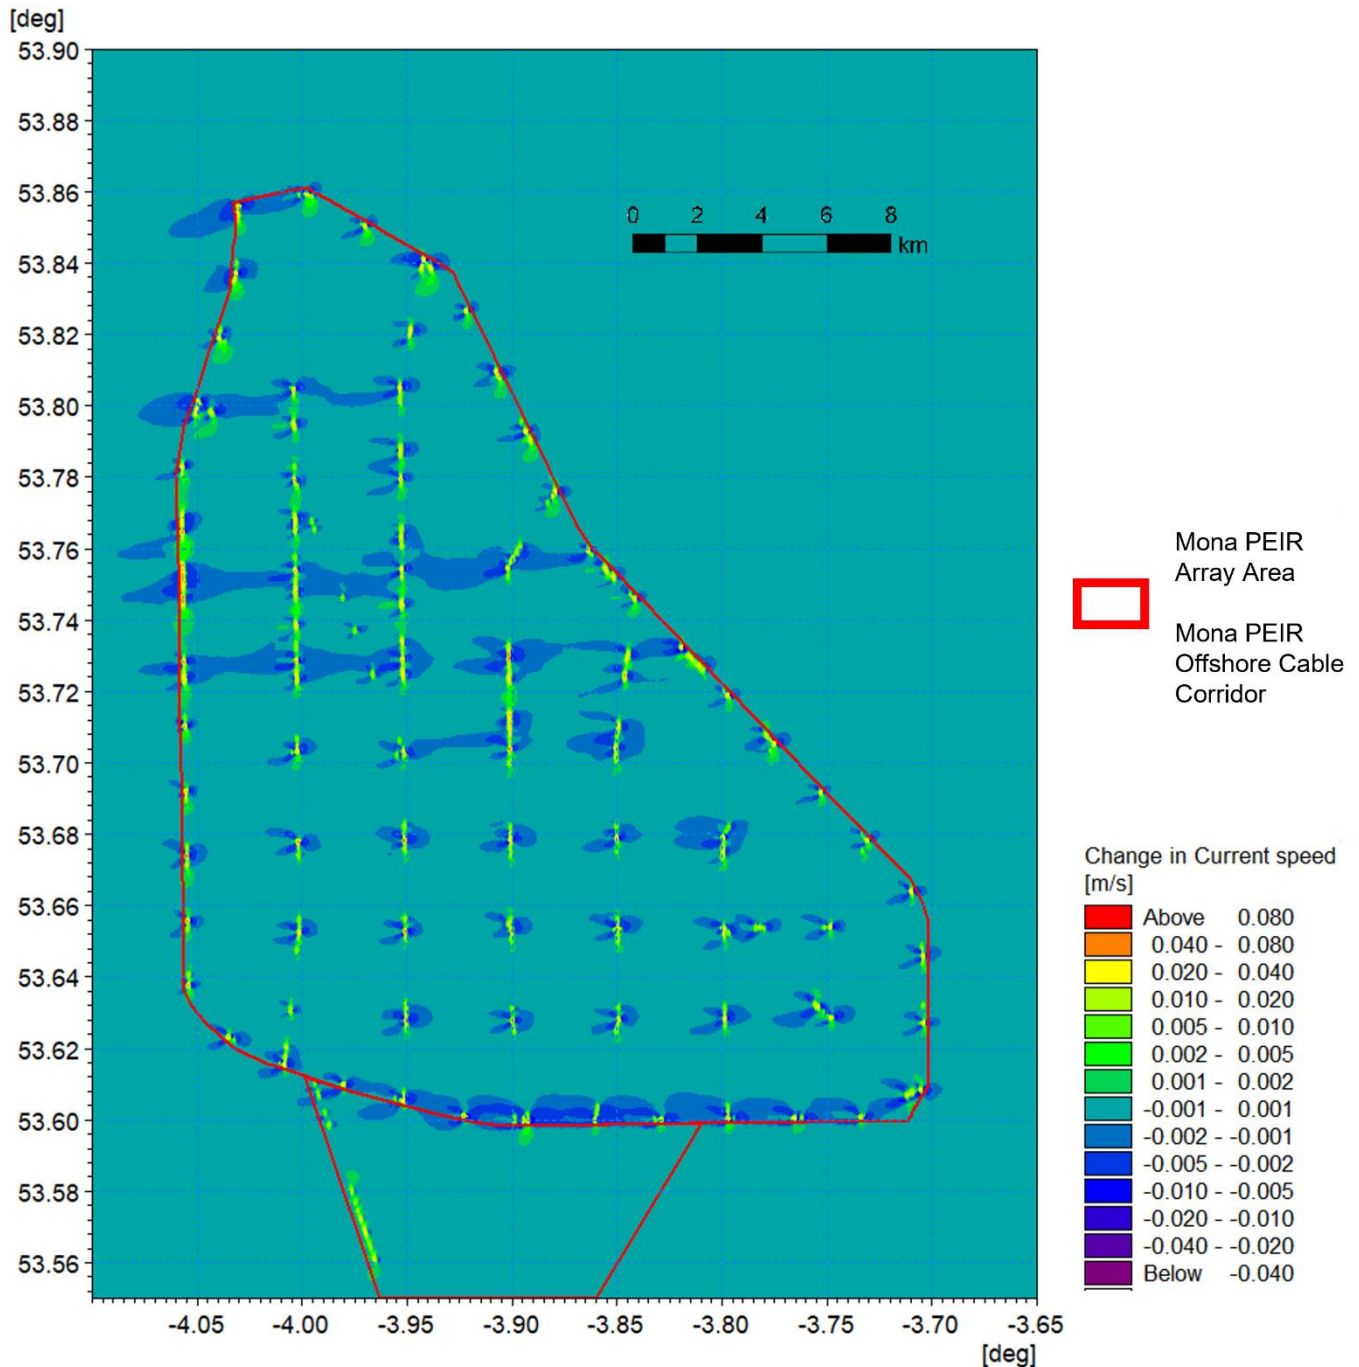 [deg]
53.90
53.88
53.86
53.84
53.82
53.80
53.78
53.76
53.74
53.72
53.70
53.68
53.66
53.64
53.62
53.60
53.58
53.56
0 2 4 6 8
km
-4.05 -4.00 -3.95 -3.90 -3.85 -3.80 -3.75 -3.70 -3.65
[deg]
Mona PEIR
Array Area
Mona PEIR
Offshore Cable
Corridor
Change in Current speed
[m/s]
Above 0.080
0.040 - 0.080
0.020 - 0.040
0.010 - 0.020
0.005 - 0.010
0.002 - 0.005
0.001 - 0.002
-0.001 - 0.001
-0.002 - -0.001
-0.005 - -0.002
-0.010 - -0.005
-0.020 - -0.010
-0.040 - -0.020
Below -0.040